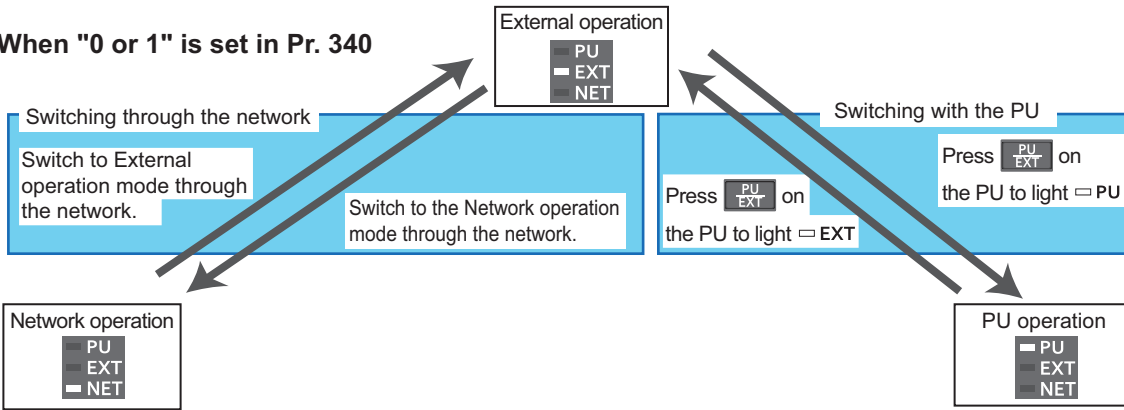 When "0 or 1" is set in Pr. 340
External operation
PU
EXT
NET
Switching through the network
Switch to External
operation mode through
the network.
Switch to the Network operation
mode through the network.
Switching with the PU
Press PU/EXT on
the PU to light EXT
Press PU/EXT on
the PU to light PU
Network operation
PU
EXT
NET
PU operation
PU
EXT
NET